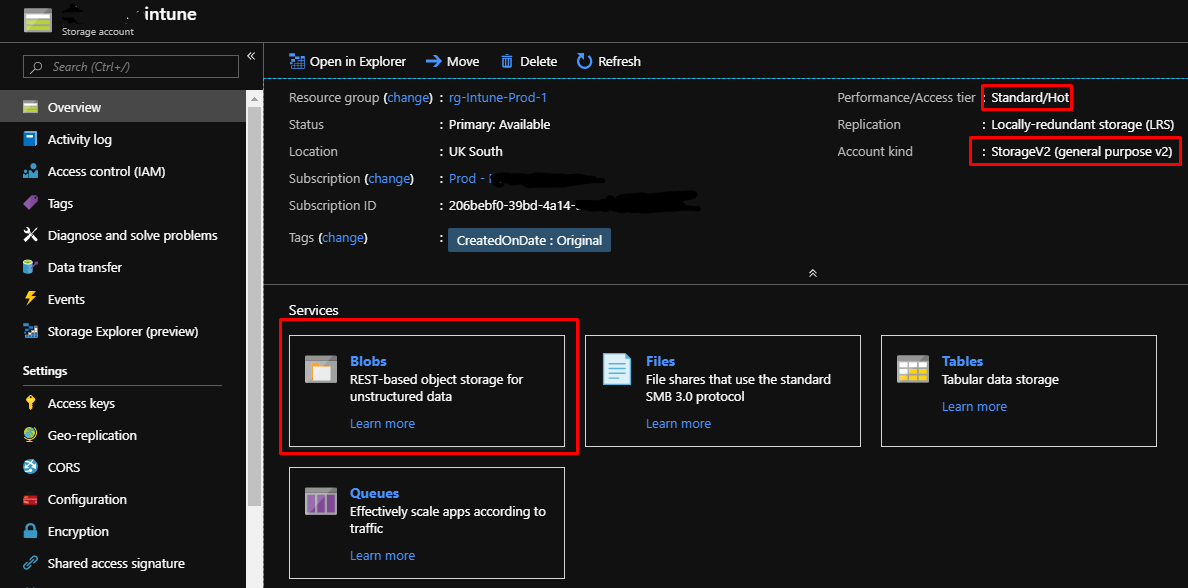 intune
Storage account
Search (Ctrl+/)
«
Overview
Activity log
Access control (IAM)
Tags
Diagnose and solve problems
Data transfer
Events
Storage Explorer (preview)
Settings
Access keys
Geo-replication
CORS
Configuration
Encryption
Shared access signature
Open in Explorer Move Delete Refresh
Resource group (change) : rg-Intune-Prod-1
Status : Primary: Available
Location : UK South
Subscription (change) : Prod -
Subscription ID : 206bebf0-39bd-4a14-
Tags (change) : CreatedOnDate : Original
Performance/Access tier : Standard/Hot
Replication : Locally-redundant storage (LRS)
Account kind : StorageV2 (general purpose v2)
Services
Blobs
REST-based object storage for
unstructured data
Learn more
Files
File shares that use the standard
SMB 3.0 protocol
Learn more
Tables
Tabular data storage
Learn more
Queues
Effectively scale apps according to
traffic
Learn more